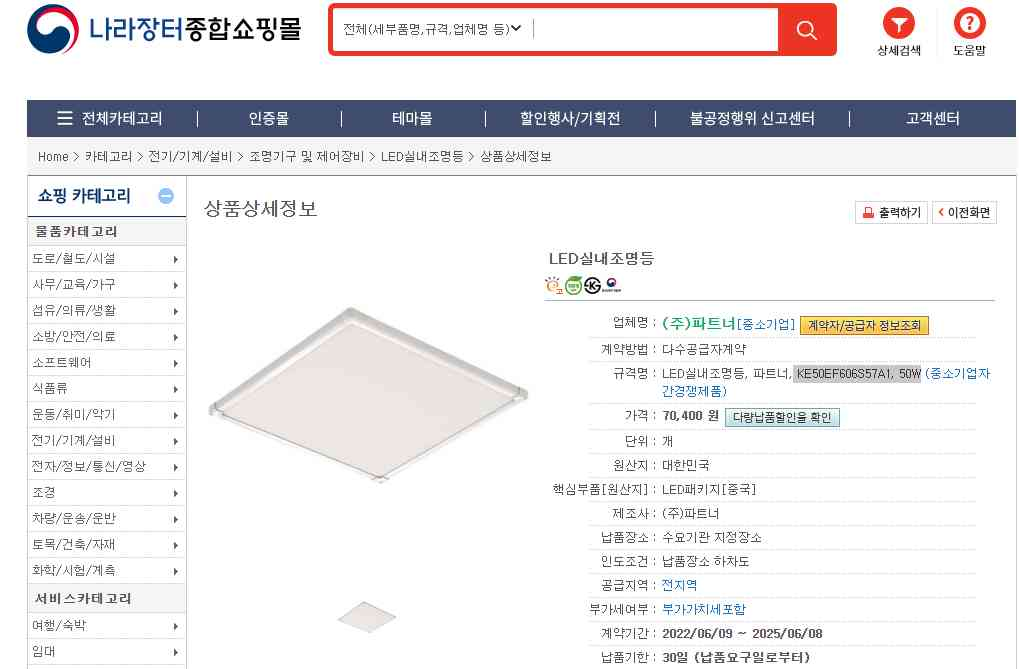 나라장터종합쇼핑몰
전체(세부품명,규격,업체명 등)
상세검색
도움말
전체카테고리
인증몰
테마몰
할인행사/기획전
불공정행위 신고센터
고객센터
Home > 카테고리 > 전기/기계/설비 > 조명기구 및 제어장비 > LED실내조명등 > 상품상세정보
쇼핑 카테고리
물품카테고리
도로/철도/시설
사무/교육/가구
섬유/의류/생활
소방/안전/의료
소프트웨어
식품류
운동/취미/악기
전기/기계/설비
전자/정보/통신/영상
조경
차량/운송/운반
토목/건축/자재
화학/시험/계측
서비스카테고리
여행/숙박
임대
상품상세정보
출력하기
이전화면
LED실내조명등
업체명 : (주)파트너[중소기업] 계약자/공급자 정보조회
계약방법 : 다수공급자계약
규격명 : LED실내조명등, 파트너, KE50EF606S57A1, 50W (중소기업자
간경쟁제품)
가격 : 70,400 원 다량납품할인율 확인
단위 : 개
원산지 : 대한민국
핵심부품[원산지] : LED패키지[중국]
제조사 : (주)파트너
납품장소 : 수요기관 지정장소
인도조건 : 납품장소 하차도
공급지역 : 전지역
부가세여부 : 부가가치세포함
계약기간 : 2022/06/09 ~ 2025/06/08
납품기한 : 30일 (납품요구일로부터)